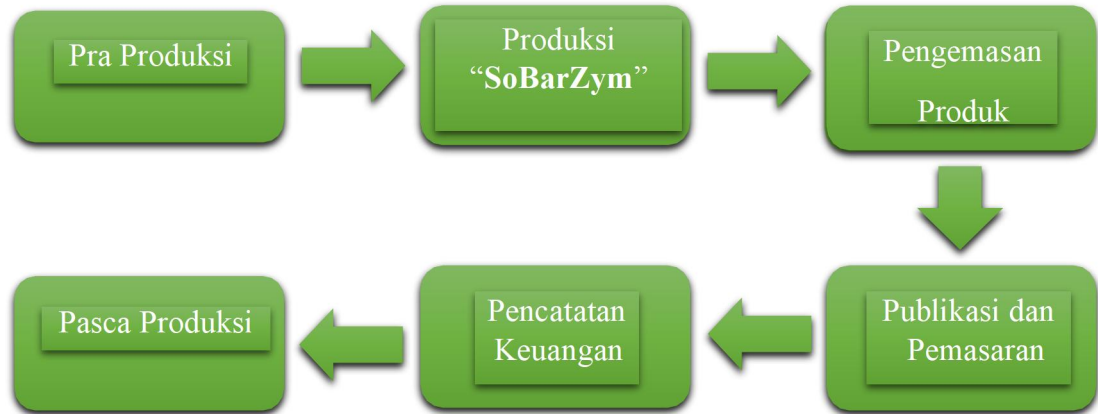 Pra Produksi
Produksi
“SoBarZym”
Pengemasan
Produk
Publikasi dan
Pemasaran
Pencatatan
Keuangan
Pasca Produksi